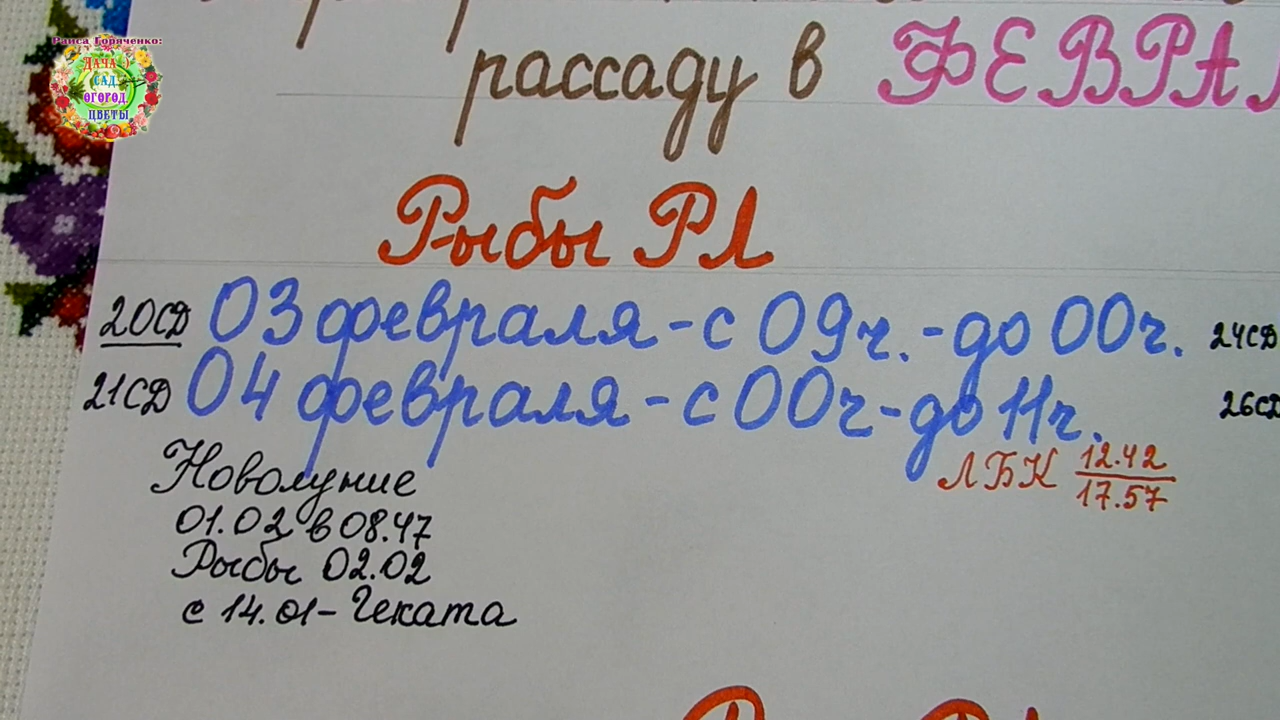 Раиса Горяченко:
ДАЧА
САД
ОГОРОД
ЦВЕТЫ
рассаду в ФЕВРАЛ
Рыбы РЛ
20СД 03 февраля - с 09ч. - до 00ч. 24СД
21СД 04 февраля - с 00ч - до 11ч. 26СД
ЛБК 12.42
17.57
Новолуние
01.02 в 08.47
Рыбы 02.02
с 14.01 - Геката